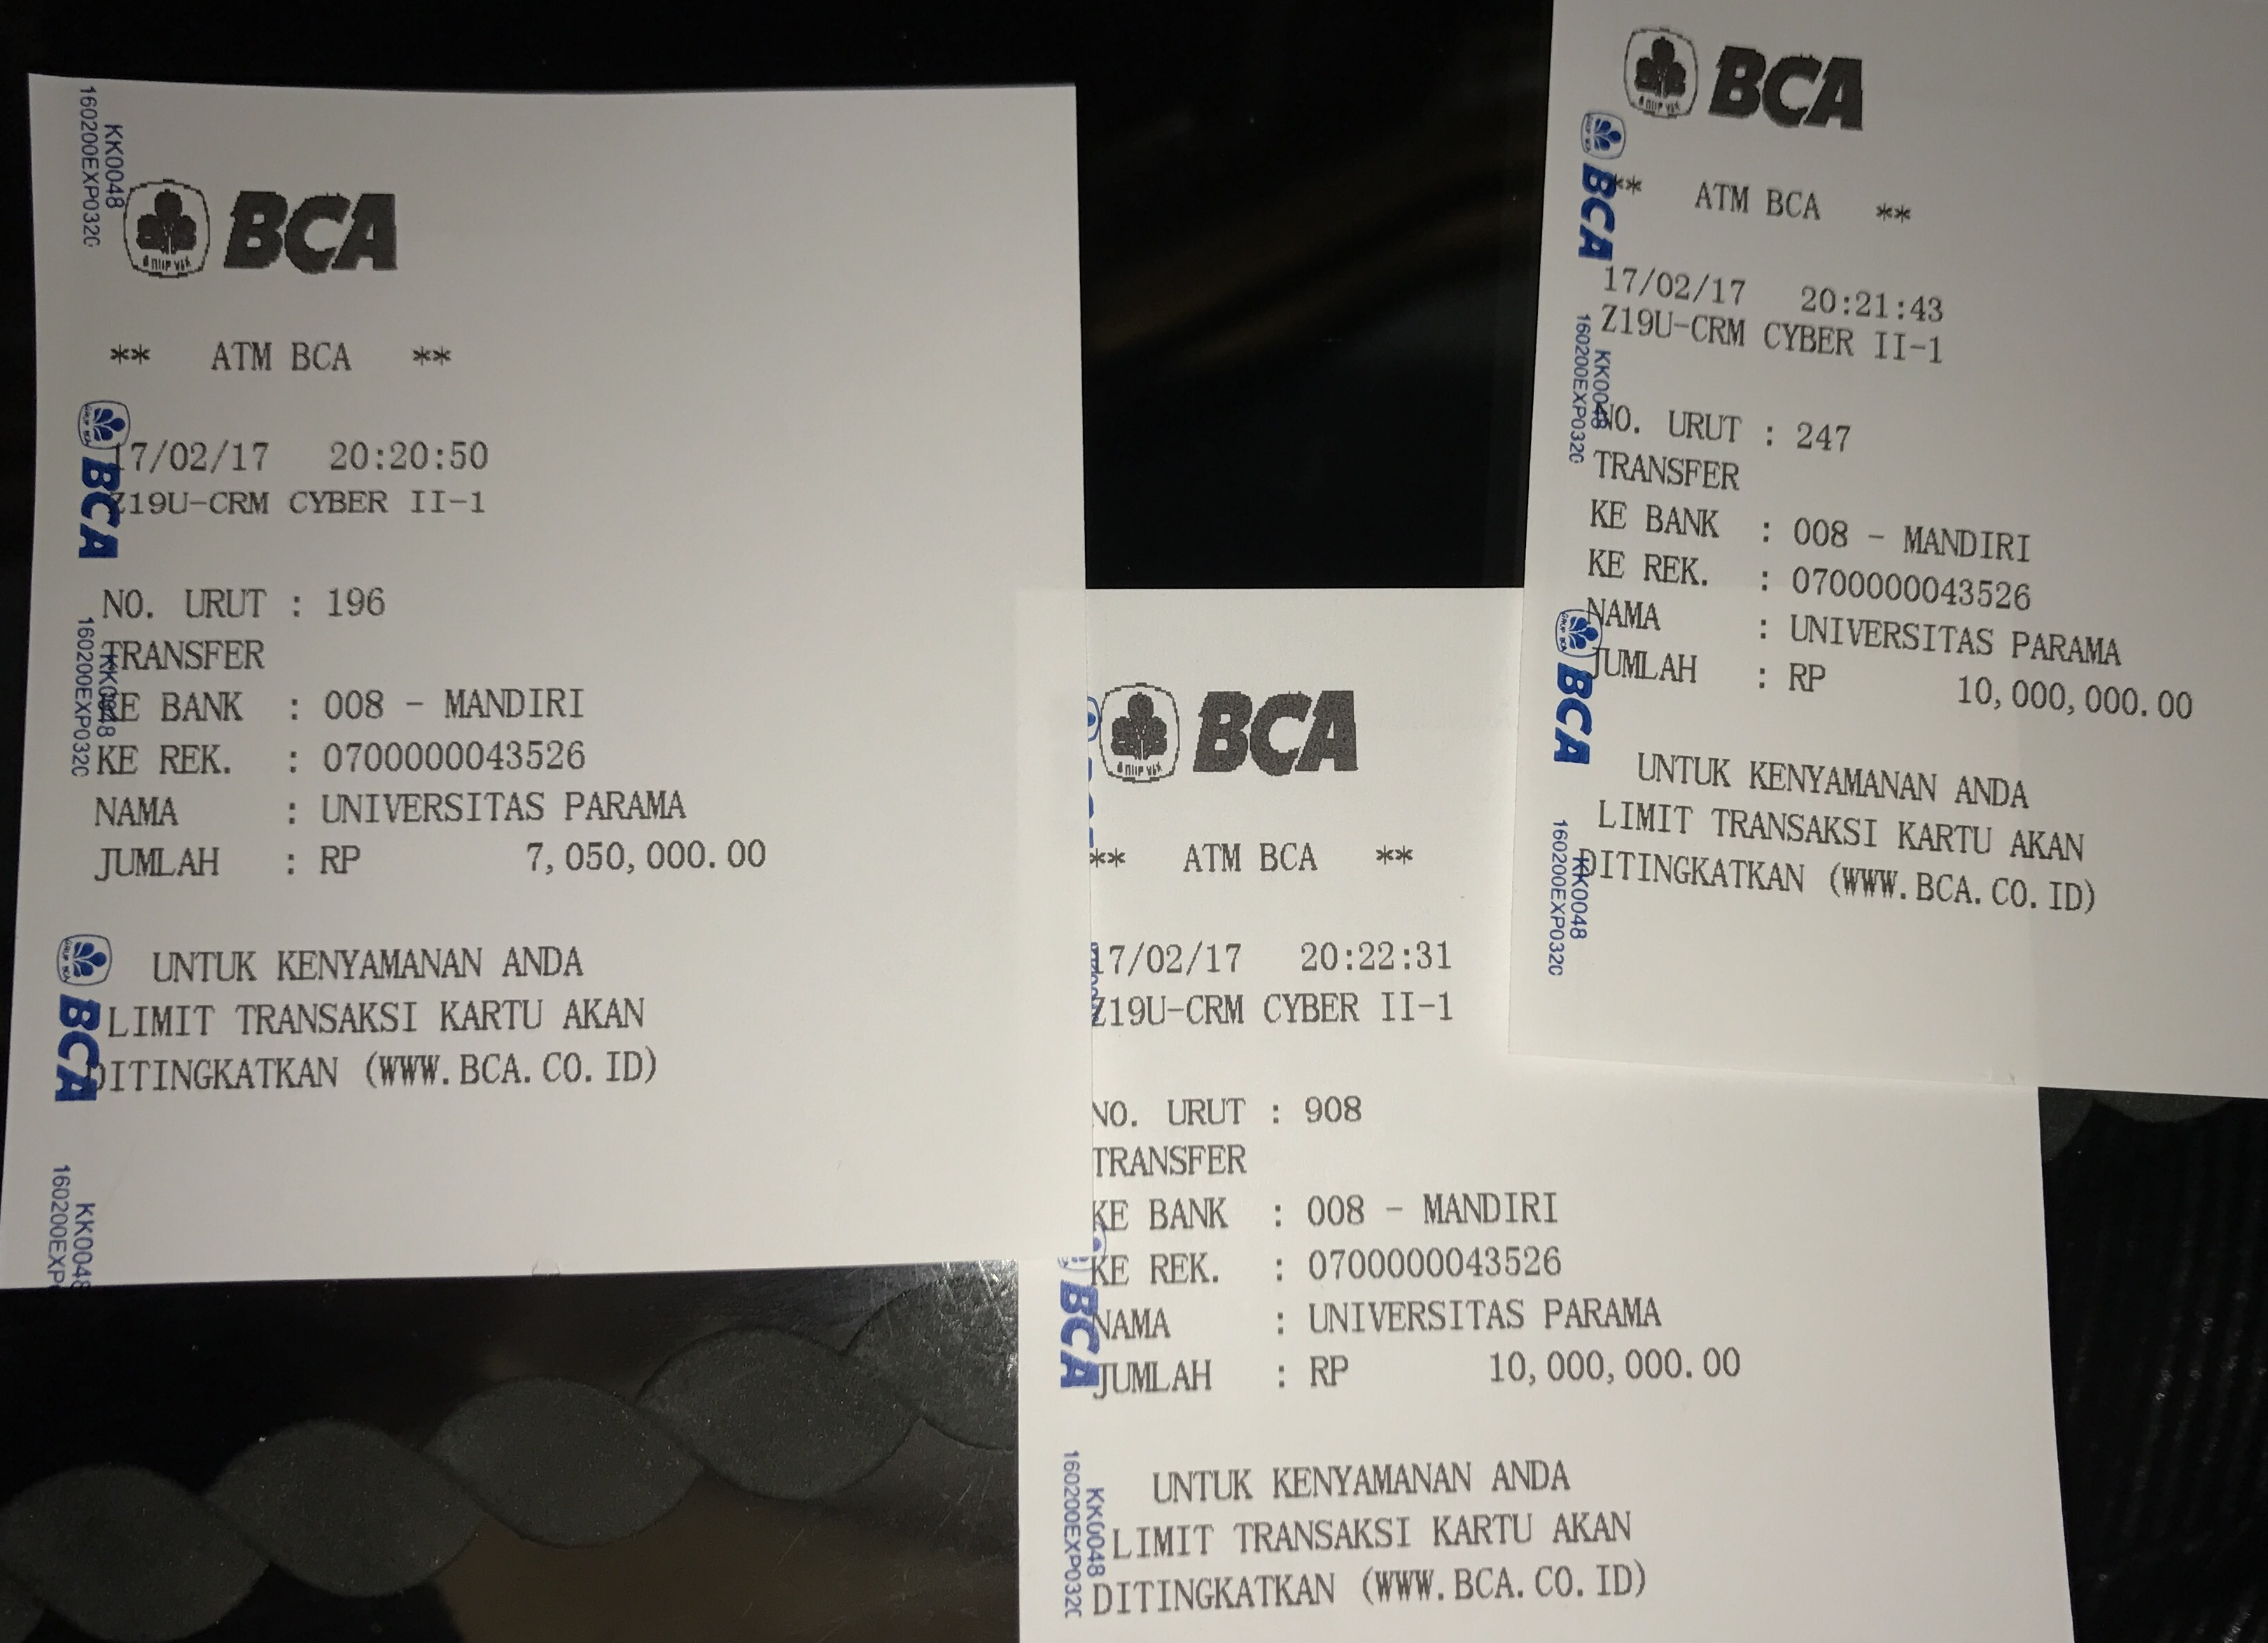 KK0048
160200EXP0320
BCA
** ATM BCA **
BCA
17/02/17 20:20:50
Z19U-CRM CYBER II-1
NO. URUT : 196
TRANSFER
KK0048
160200EXP0320
KE BANK : 008 - MANDIRI
KE REK. : 0700000043526
NAMA : UNIVERSITAS PARAMA
JUMLAH : RP 7,050,000.00
BCA
UNTUK KENYAMANAN ANDA
LIMIT TRANSAKSI KARTU AKAN
DITINGKATKAN (WWW.BCA.CO.ID)
KK0048
160200EXP
BCA
** ATM BCA **
17/02/17 20:22:31
Z19U-CRM CYBER II-1
NO. URUT : 908
TRANSFER
KE BANK : 008 - MANDIRI
KE REK. : 0700000043526
BCA
NAMA : UNIVERSITAS PARAMA
JUMLAH : RP 10,000,000.00
KK0048
160200EXP0320
UNTUK KENYAMANAN ANDA
LIMIT TRANSAKSI KARTU AKAN
DITINGKATKAN (WWW.BCA.CO.ID)
BCA
BCA
** ATM BCA **
17/02/17 20:21:43
Z19U-CRM CYBER II-1
KK0048
160200EXP0320
NO. URUT : 247
TRANSFER
KE BANK : 008 - MANDIRI
KE REK. : 0700000043526
NAMA : UNIVERSITAS PARAMA
JUMLAH : RP 10,000,000.00
BCA
UNTUK KENYAMANAN ANDA
LIMIT TRANSAKSI KARTU AKAN
DITINGKATKAN (WWW.BCA.CO.ID)
KK0048
160200EXP0320